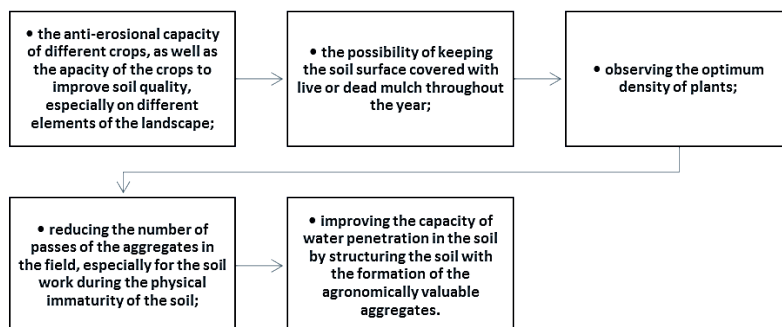 • the anti-erosional capacity
of different crops, as well as
the apacity of the crops to
improve soil quality,
especially on different
elements of the landscape;
• the possibility of keeping
the soil surface covered with
live or dead mulch throughout
the year;
• observing the optimum
density of plants;
• reducing the number of
passes of the aggregates in
the field, especially for the soil
work during the physical
immaturity of the soil;
• improving the capacity of
water penetration in the soil
by structuring the soil with
the formation of the
agronomically valuable
aggregates.